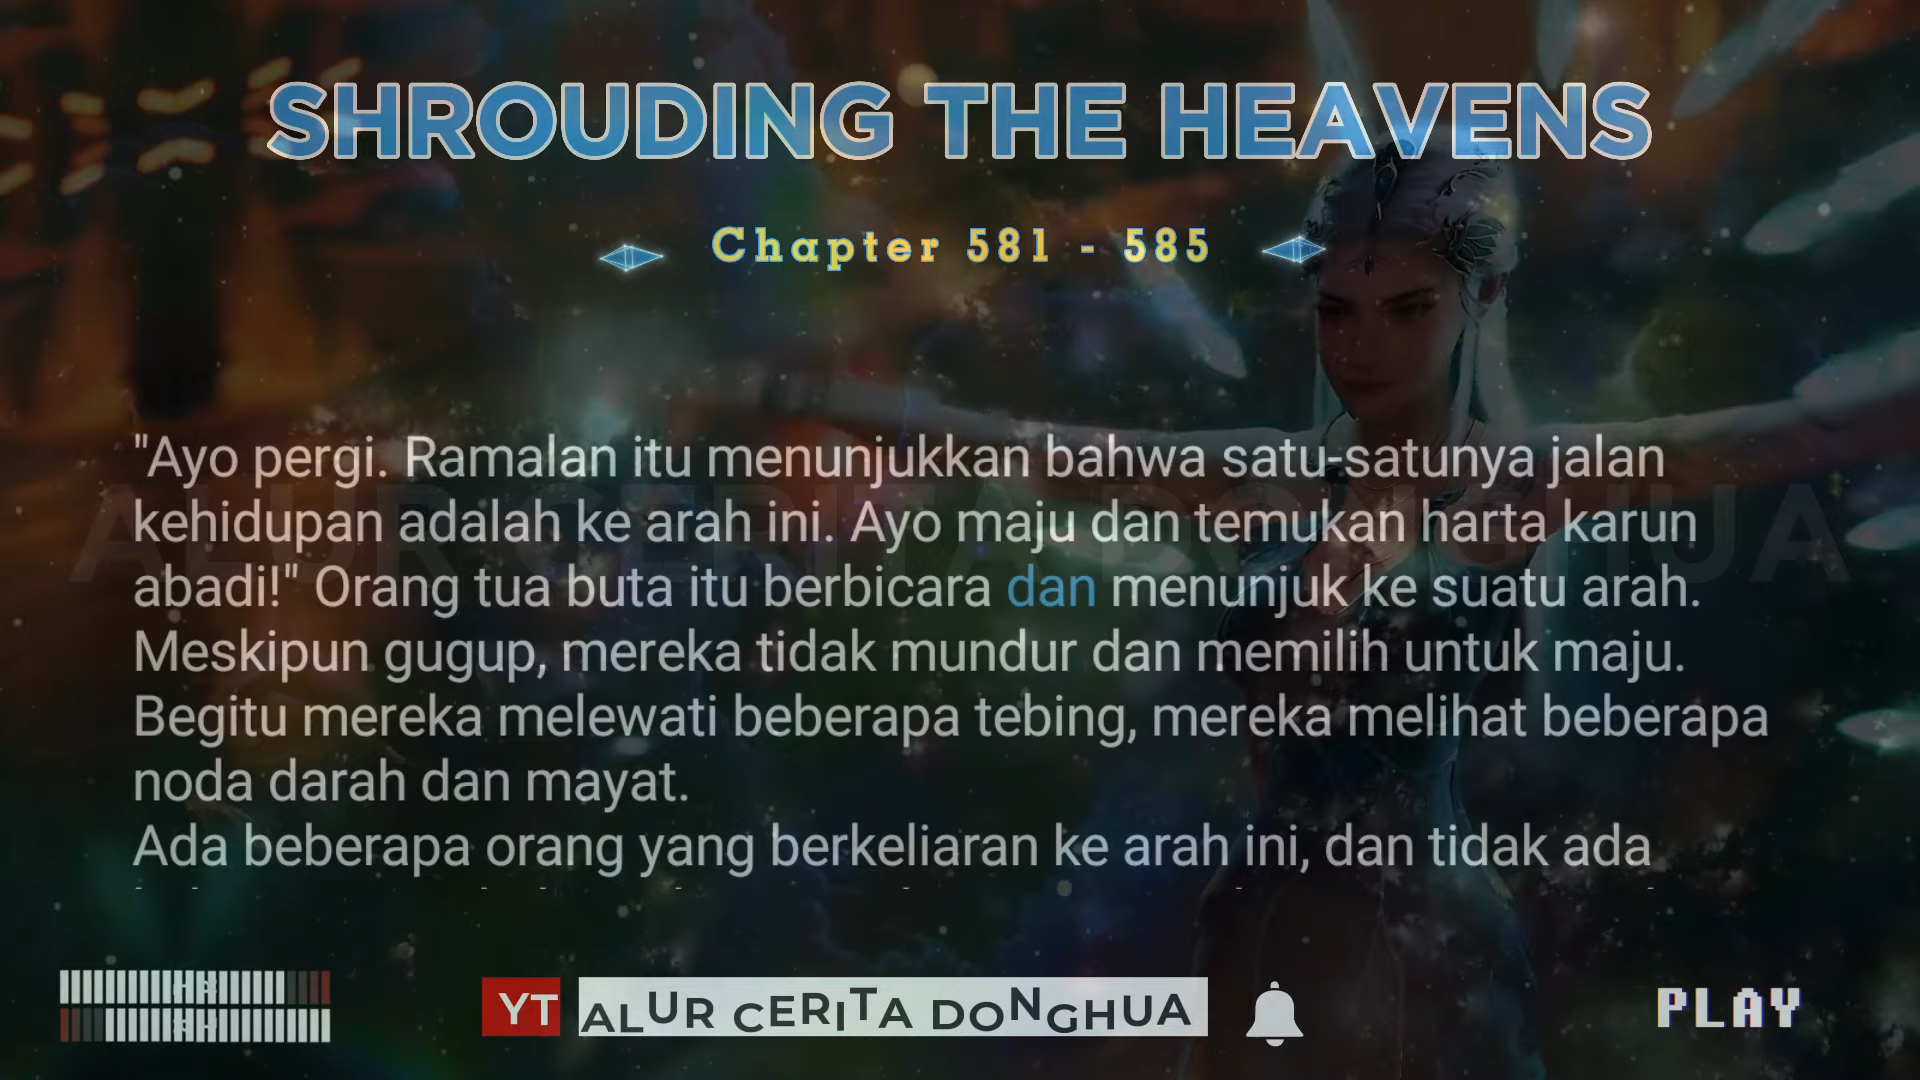 SHROUDING THE HEAVENS
Chapter 581 - 585
"Ayo pergi. Ramalan itu menunjukkan bahwa satu-satunya jalan
kehidupan adalah ke arah ini. Ayo maju dan temukan harta karun
abadi!" Orang tua buta itu berbicara dan menunjuk ke suatu arah.
Meskipun gugup, mereka tidak mundur dan memilih untuk maju.
Begitu mereka melewati beberapa tebing, mereka melihat beberapa
noda darah dan mayat.
Ada beberapa orang yang berkeliaran ke arah ini, dan tidak ada
ALUR CERITA DONGHUA
YT ALUR CERITA DONGHUA
PLAY